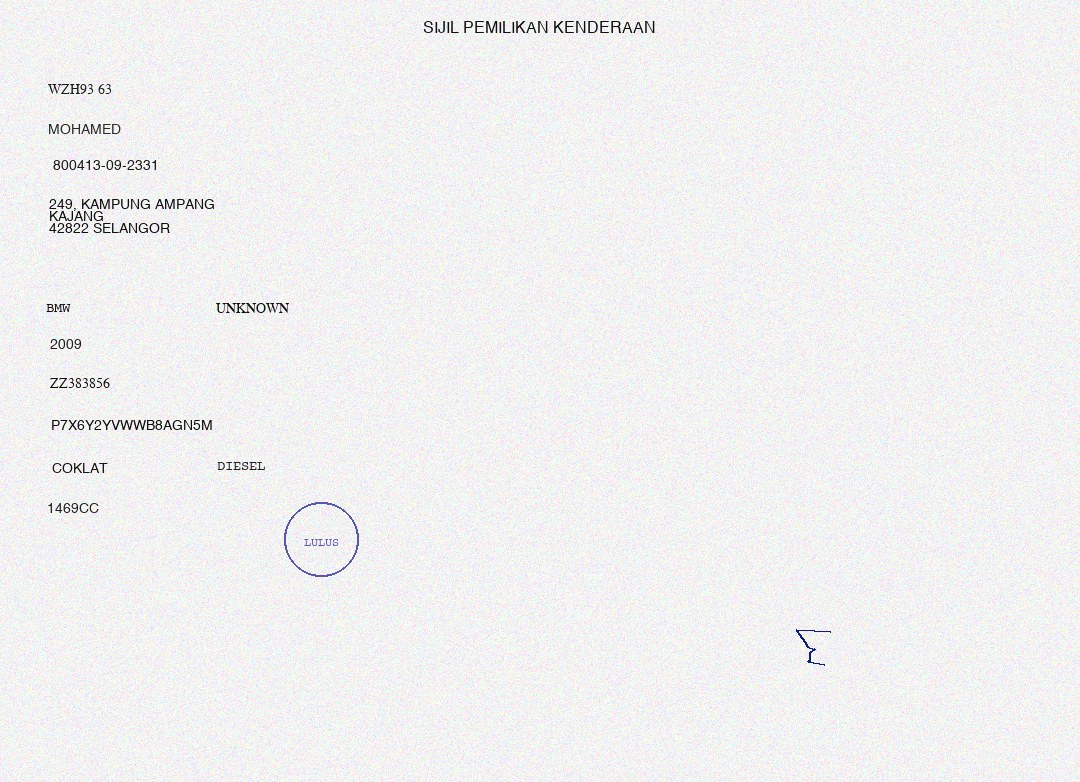 SIJIL PEMILIKAN KENDERAAN
WZH93 63
MOHAMED
800413-09-2331
249, KAMPUNG AMPANG
KAJANG
42822 SELANGOR
BMW UNKNOWN
2009
ZZ383856
P7X6Y2YVWWB8AGN5M
COKLAT DIESEL
1469CC
LULUS